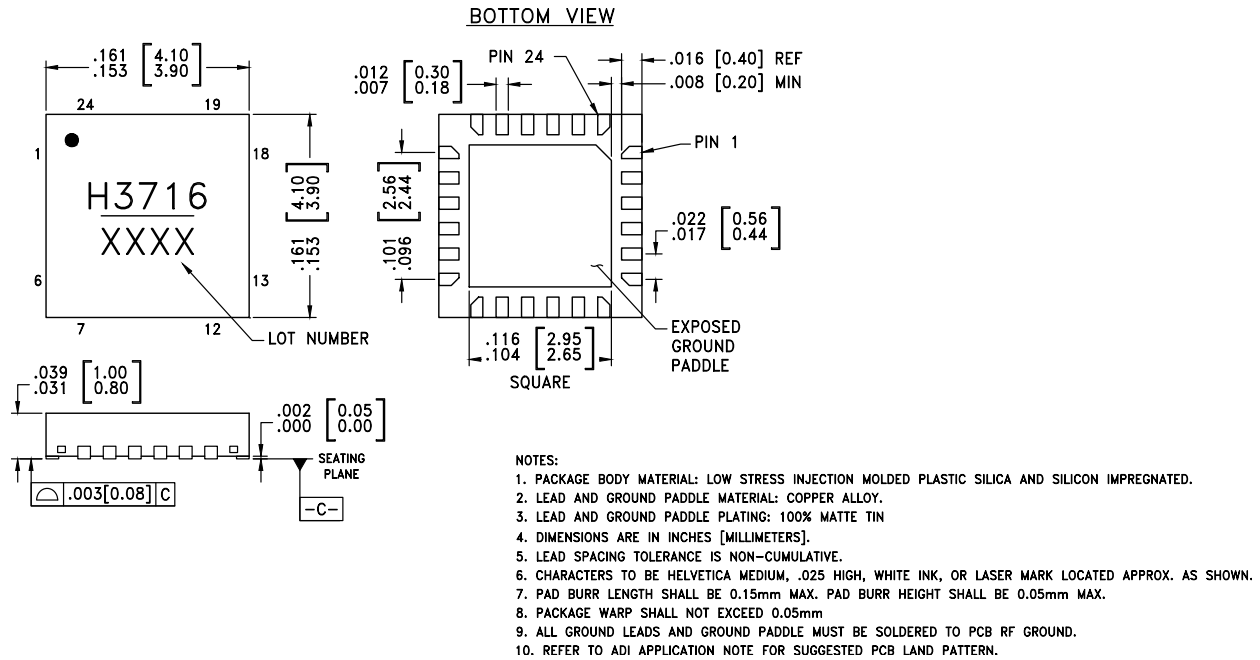 BOTTOM VIEW
.161 [4.10]
.153 [3.90]
24 19
1 18
H3716
XXXX
6 13
7 12
LOT NUMBER
.161 [4.10]
.153 [3.90]
.012 [0.30]
.007 [0.18]
PIN 24
.016 [0.40] REF
.008 [0.20] MIN
PIN 1
.101 [2.56]
.096 [2.44]
.022 [0.56]
.017 [0.44]
.116 [2.95]
.104 [2.65]
SQUARE
EXPOSED
GROUND
PADDLE
.039 [1.00]
.031 [0.80]
.002 [0.05]
.000 [0.00]
SEATING
PLANE
.003[0.08] C
-C-
NOTES:
1. PACKAGE BODY MATERIAL: LOW STRESS INJECTION MOLDED PLASTIC SILICA AND SILICON IMPREGNATED.
2. LEAD AND GROUND PADDLE MATERIAL: COPPER ALLOY.
3. LEAD AND GROUND PADDLE PLATING: 100% MATTE TIN
4. DIMENSIONS ARE IN INCHES [MILLIMETERS].
5. LEAD SPACING TOLERANCE IS NON-CUMULATIVE.
6. CHARACTERS TO BE HELVETICA MEDIUM, .025 HIGH, WHITE INK, OR LASER MARK LOCATED APPROX. AS SHOWN.
7. PAD BURR LENGTH SHALL BE 0.15mm MAX. PAD BURR HEIGHT SHALL BE 0.05mm MAX.
8. PACKAGE WARP SHALL NOT EXCEED 0.05mm
9. ALL GROUND LEADS AND GROUND PADDLE MUST BE SOLDERED TO PCB RF GROUND.
10. REFER TO ADI APPLICATION NOTE FOR SUGGESTED PCB LAND PATTERN.